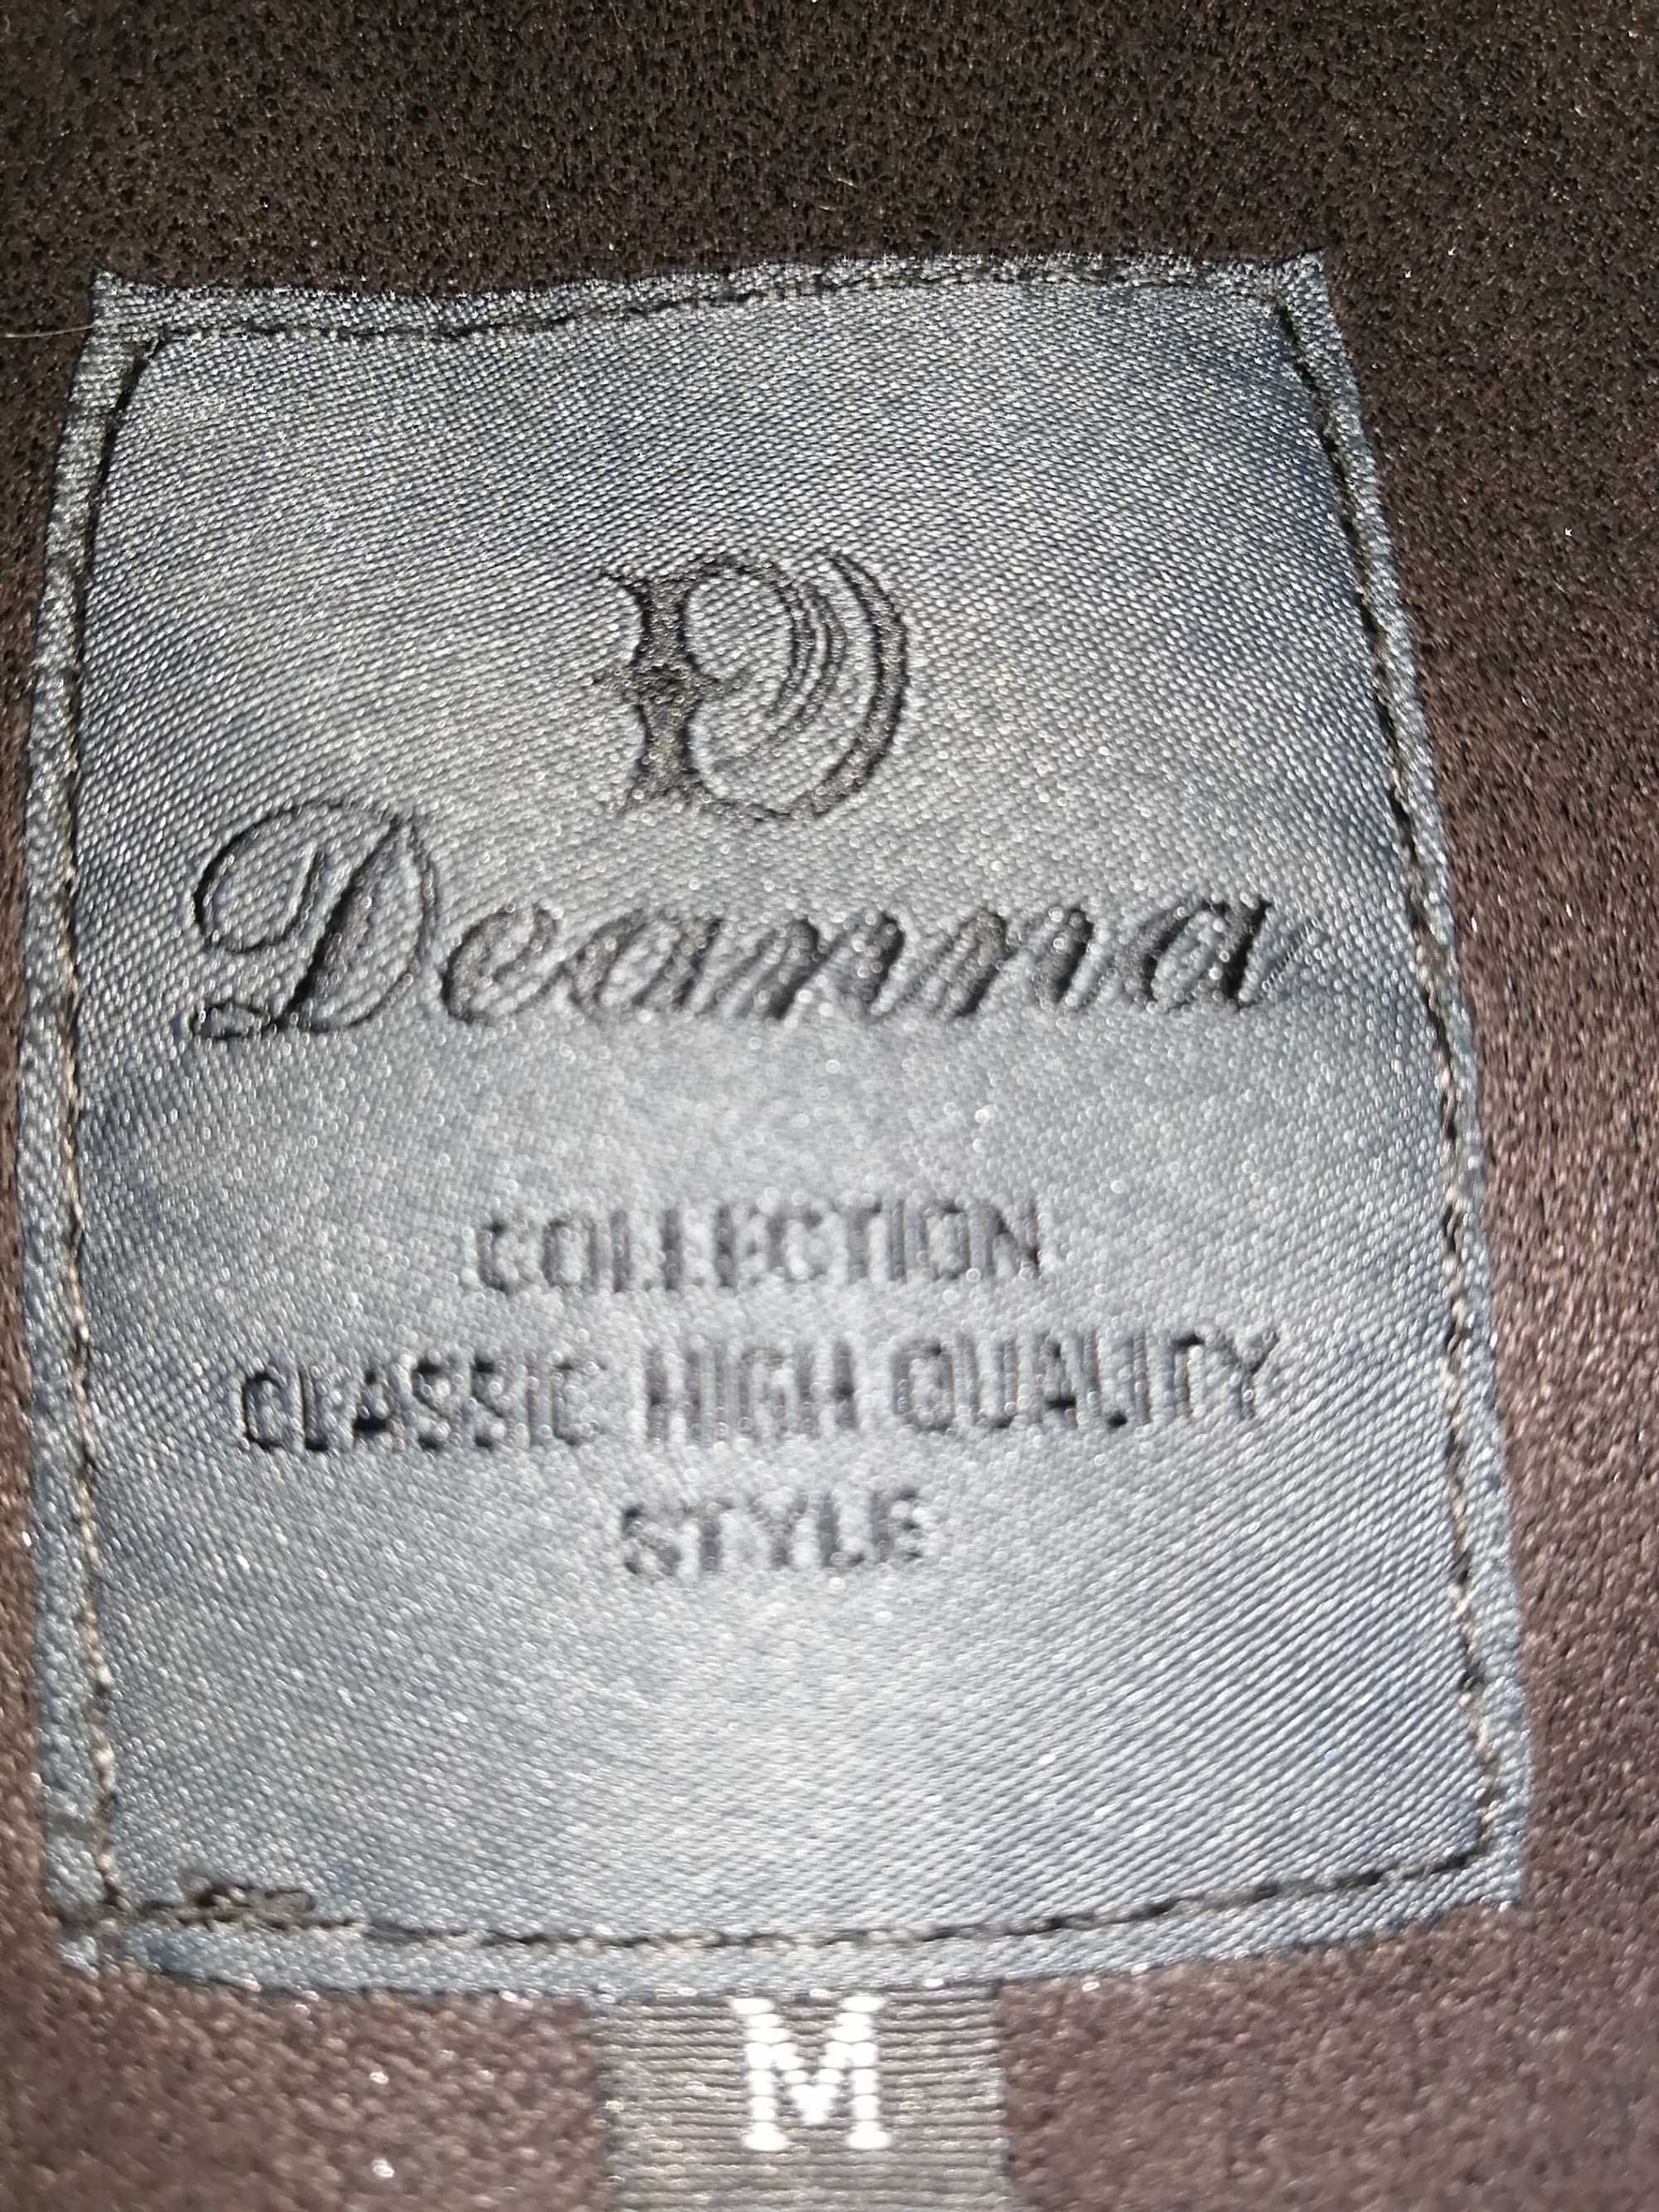 D
Deanna
COLLECTION
CLASSIC HIGH QUALITY
STYLE
M